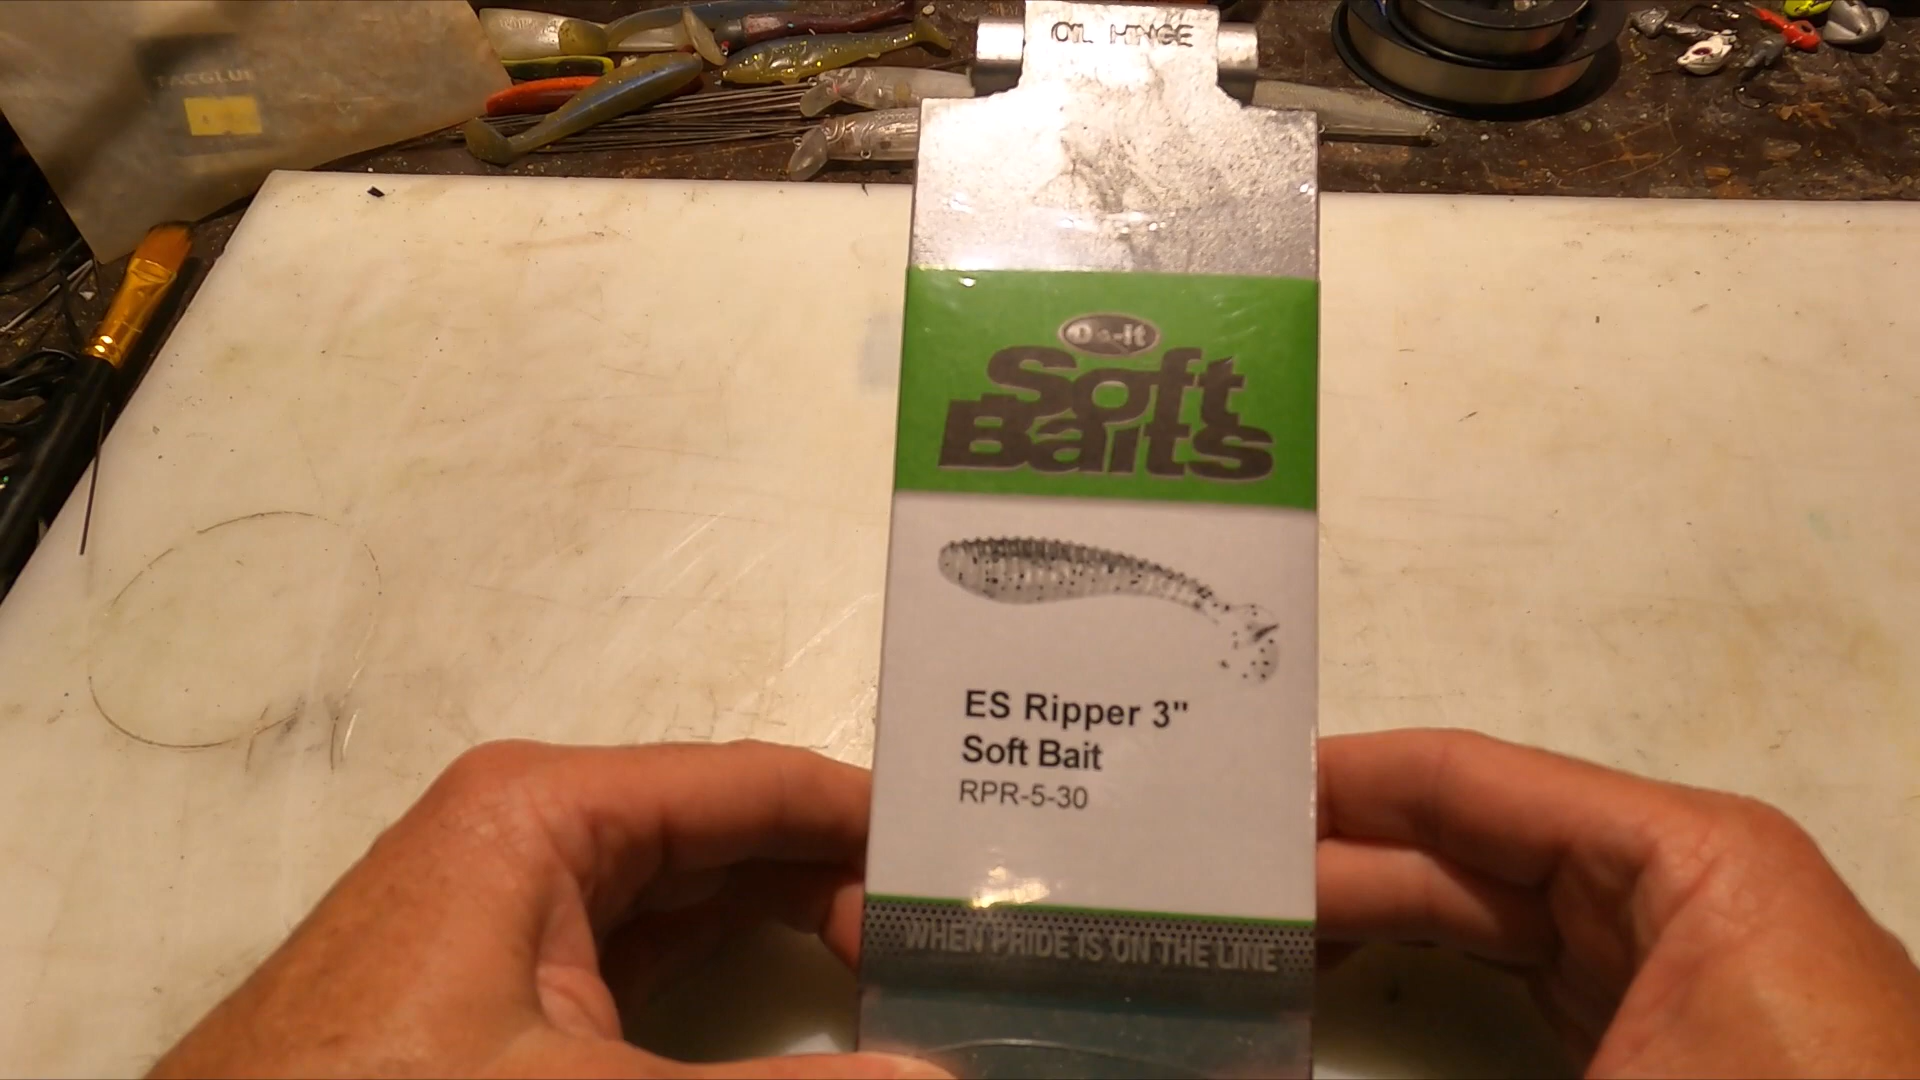 OIL HINGE
Do-it
Soft
Baits
ES Ripper 3"
Soft Bait
RPR-5-30
WHEN PRIDE IS ON THE LINE